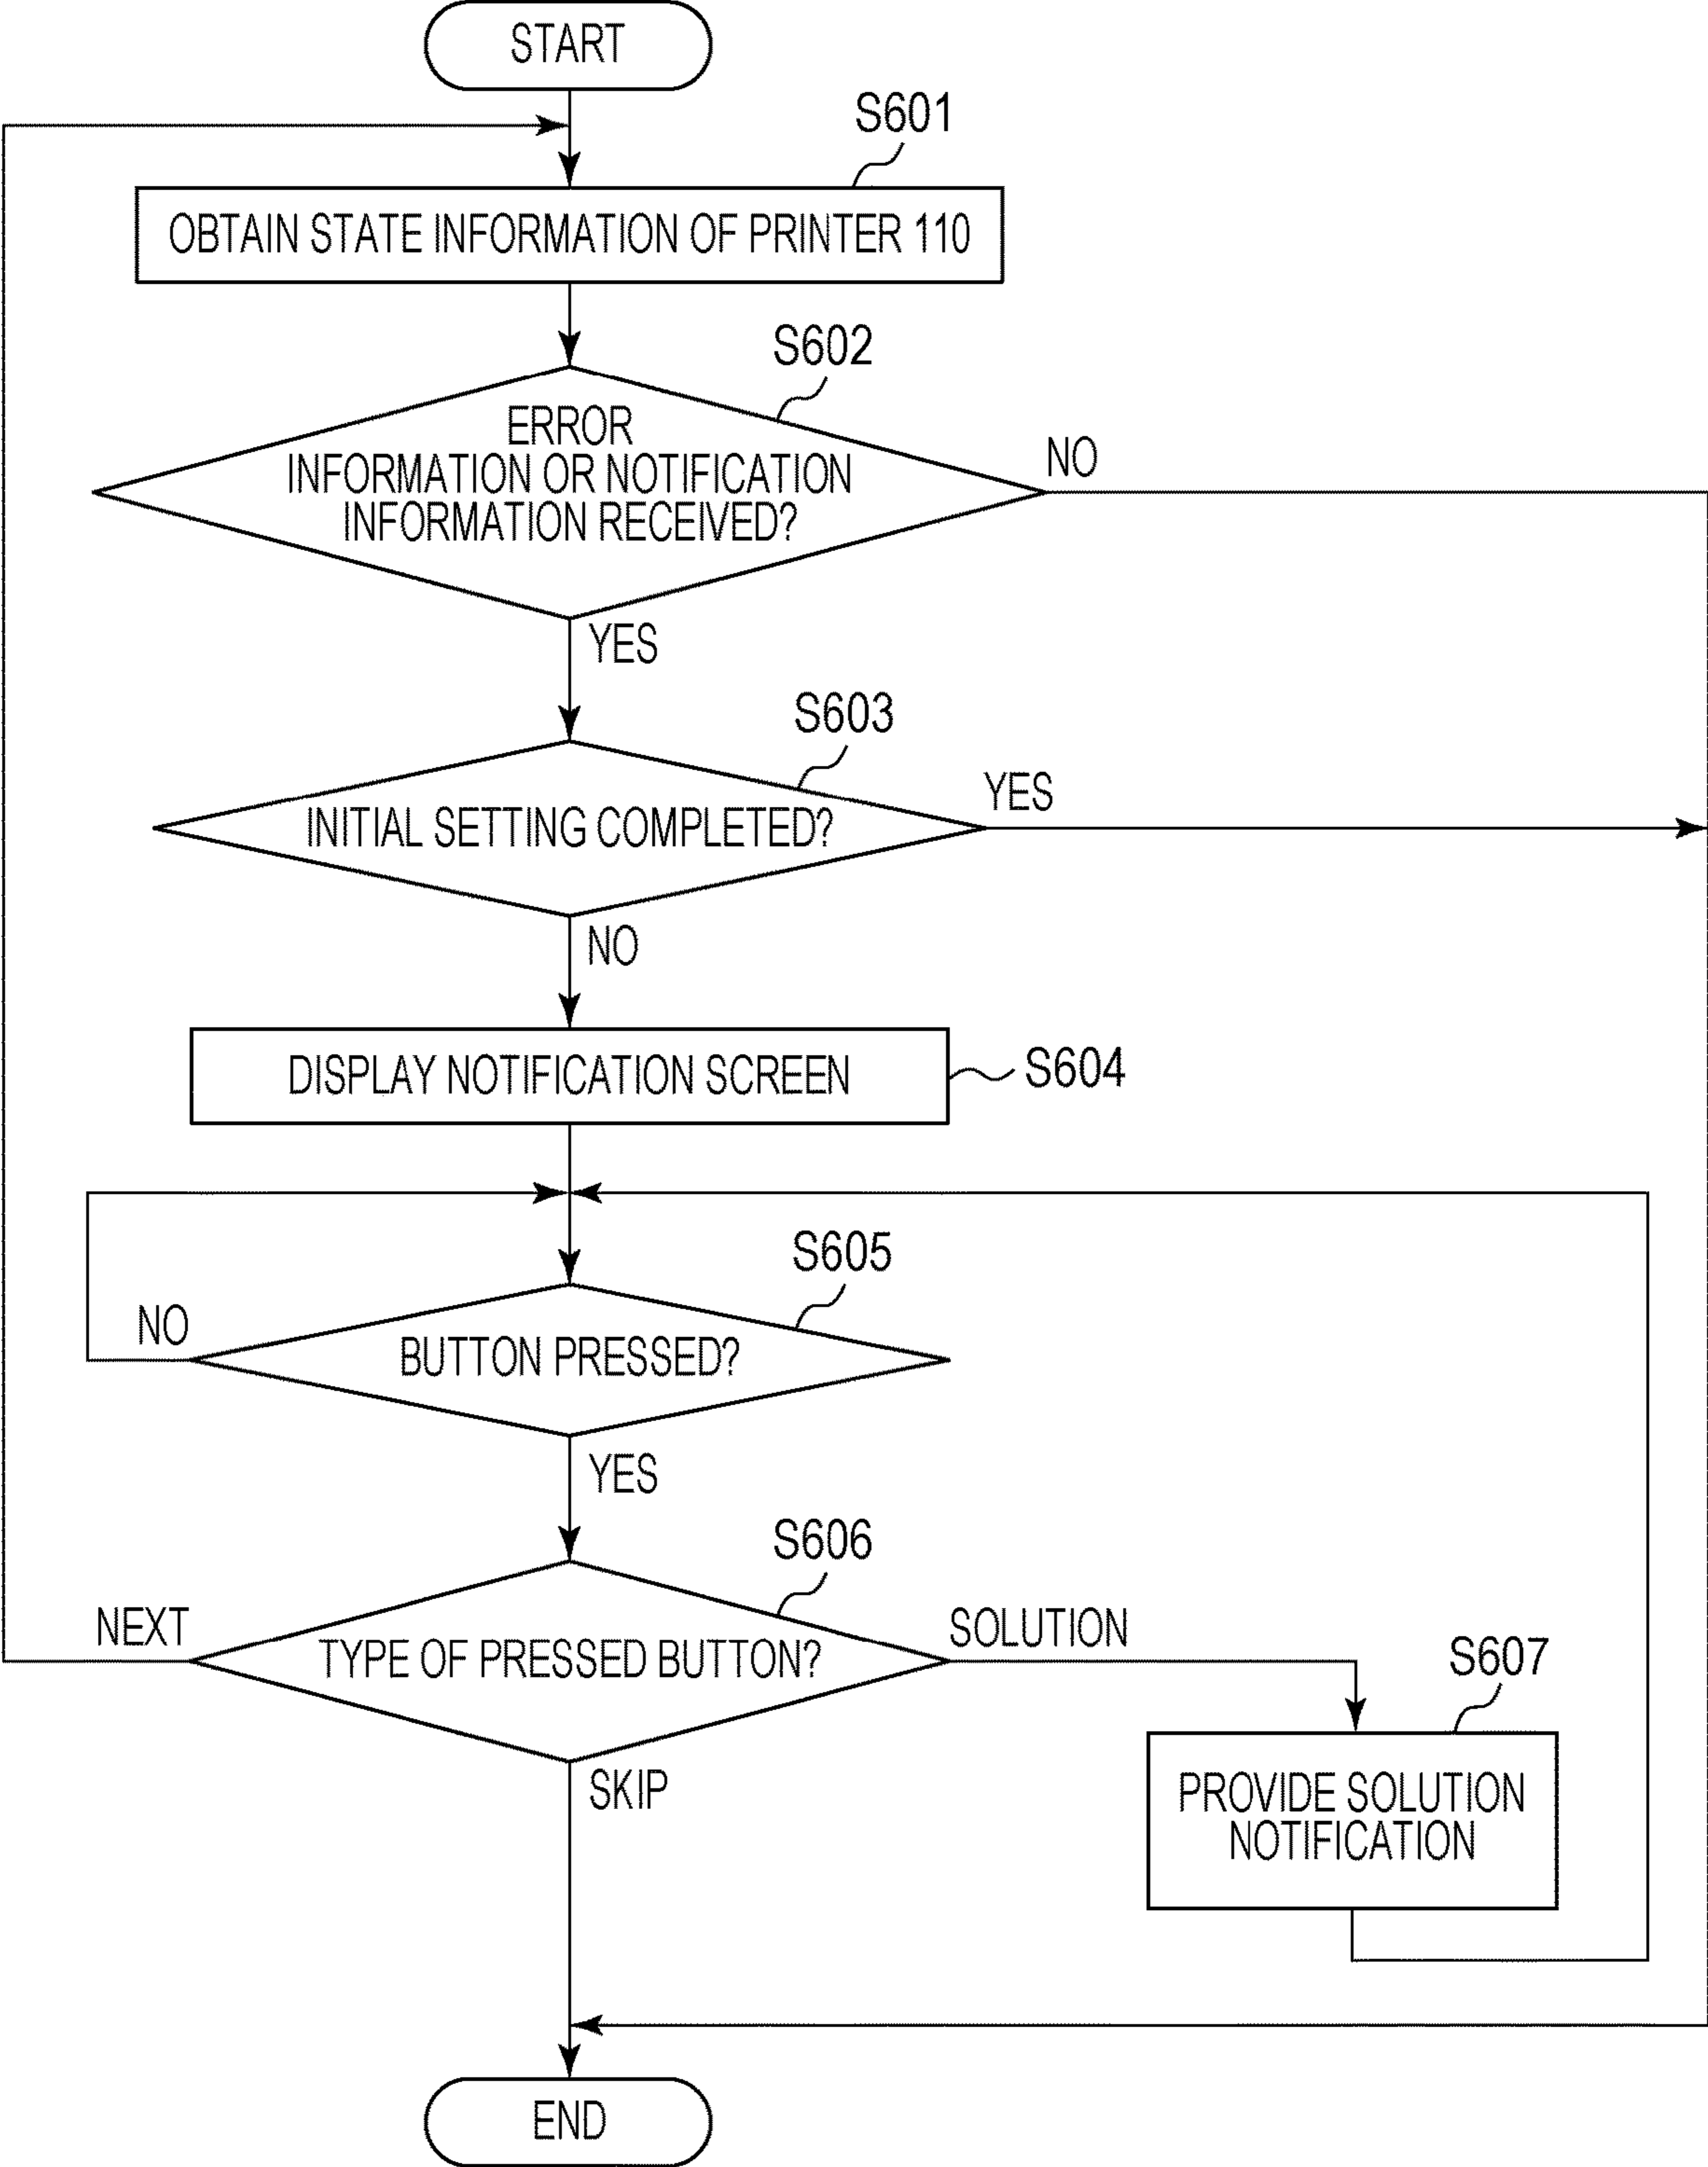 START
S601
OBTAIN STATE INFORMATION OF PRINTER 110
S602
ERROR
INFORMATION OR NOTIFICATION
INFORMATION RECEIVED?
NO
YES
S603
INITIAL SETTING COMPLETED?
YES
NO
DISPLAY NOTIFICATION SCREEN
S604
S605
NO
BUTTON PRESSED?
YES
S606
NEXT
TYPE OF PRESSED BUTTON?
SOLUTION
S607
SKIP
PROVIDE SOLUTION
NOTIFICATION
END